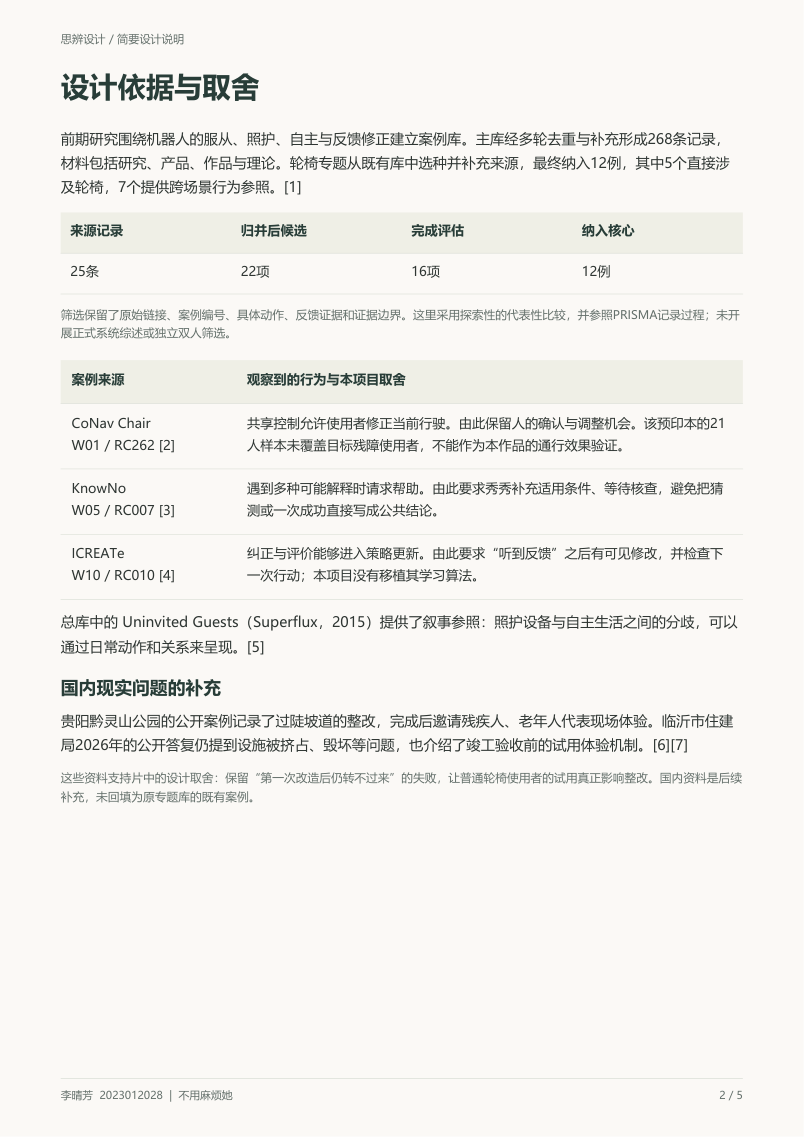 思辨设计 / 简要设计说明
设计依据与取舍
前期研究围绕机器人的服从、照护、自主与反馈修正建立案例库。主库经多轮去重与补充形成268条记录，
材料包括研究、产品、作品与理论。轮椅专题从既有库中选种并补充来源，最终纳入12例，其中5个直接涉
及轮椅，7个提供跨场景行为参照。[1]
来源记录 归并后候选 完成评估 纳入核心
25条 22项 16项 12例
筛选保留了原始链接、案例编号、具体动作、反馈证据和证据边界。这里采用探索性的代表性比较，并参照PRISMA记录过程；未开
展正式系统综述或独立双人筛选。
案例来源 观察到的行为与本项目取舍
CoNav Chair
W01 / RC262 [2]
共享控制允许使用者修正当前行驶。由此保留人的确认与调整机会。该预印本的21
人样本未覆盖目标残障使用者，不能作为本作品的通行效果验证。
KnowNo
W05 / RC007 [3]
遇到多种可能解释时请求帮助。由此要求秀秀补充适用条件、等待核查，避免把猜
测或一次成功直接写成公共结论。
ICREATe
W10 / RC010 [4]
纠正与评价能够进入策略更新。由此要求“听到反馈”之后有可见修改，并检查下
一次行动；本项目没有移植其学习算法。
总库中的 Uninvited Guests（Superflux，2015）提供了叙事参照：照护设备与自主生活之间的分歧，可以
通过日常动作和关系来呈现。[5]
国内现实问题的补充
贵阳黔灵山公园的公开案例记录了过陡坡道的整改，完成后邀请残疾人、老年人代表现场体验。临沂市住建
局2026年的公开答复仍提到设施被挤占、毁坏等问题，也介绍了竣工验收前的试用体验机制。[6][7]
这些资料支持片中的设计取舍：保留“第一次改造后仍转不过来”的失败，让普通轮椅使用者的试用真正影响整改。国内资料是后续
补充，未回填为原专题库的既有案例。
李晴芳 2023012028 | 不用麻烦她
2 / 5